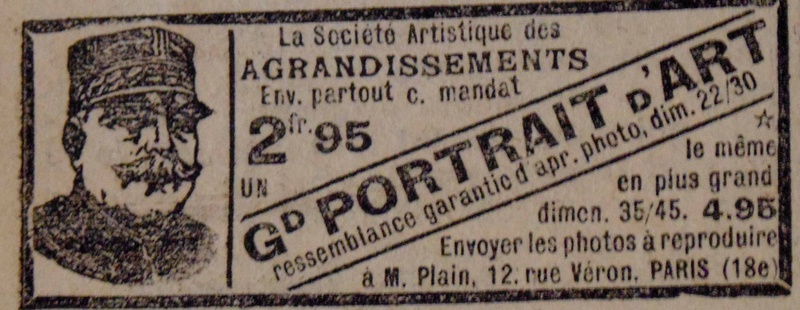 La Société Artistique des
AGRANDISSEMENTS
Env. partout c. mandat
2fr.95
UN
GD PORTRAIT D'ART
ressemblance garantie d'apr. photo, dim. 22/30
☆
le même
en plus grand
dimen. 35/45. 4.95
Envoyer les photos à reproduire
à M. Plain, 12. rue Véron. PARIS (18e)